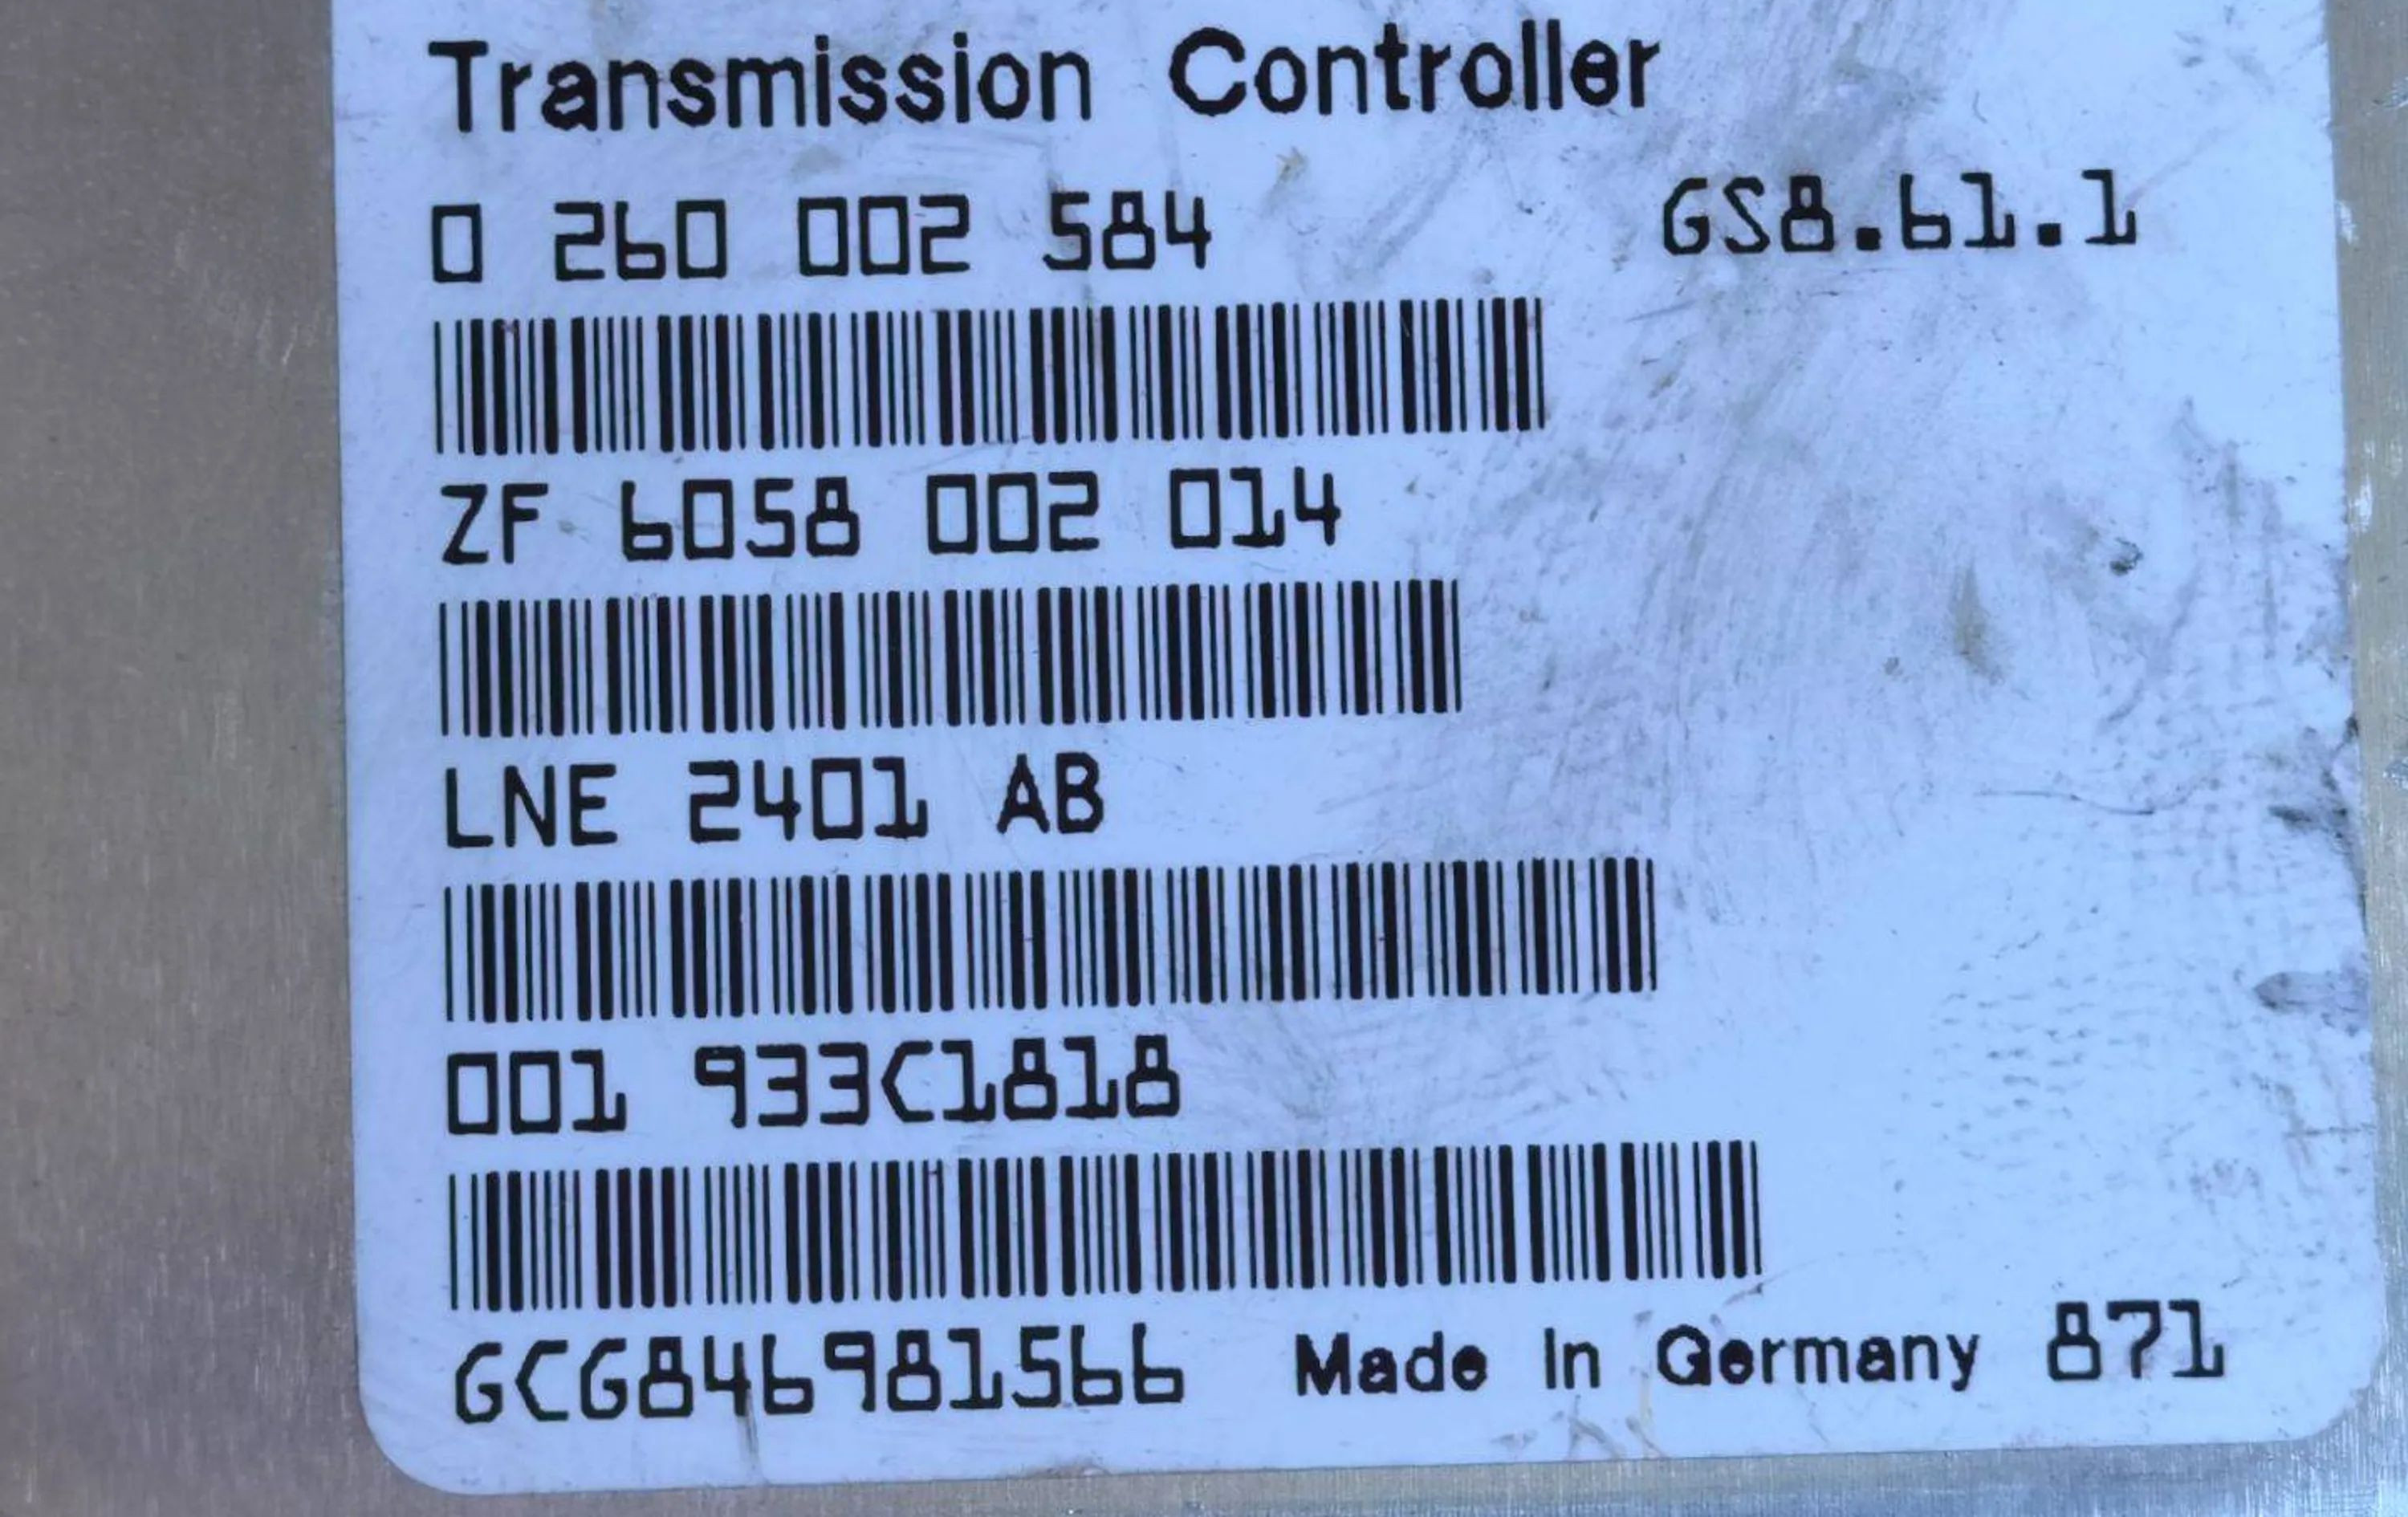 Transmission Controller
0 260 002 584 GS8.61.1
ZF 6058 002 014
LNE 2401 AB
001 933C1818
GCG846981566 Made In Germany 871